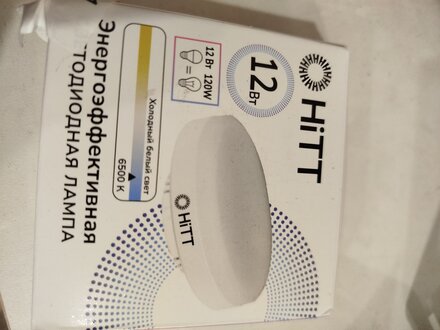 HiTT
12Вт
12 Вт 120W
=
Холодный белый свет
6500 K
HiTT
Энергоэффективная
ТОДИОДНАЯ ЛАМПА